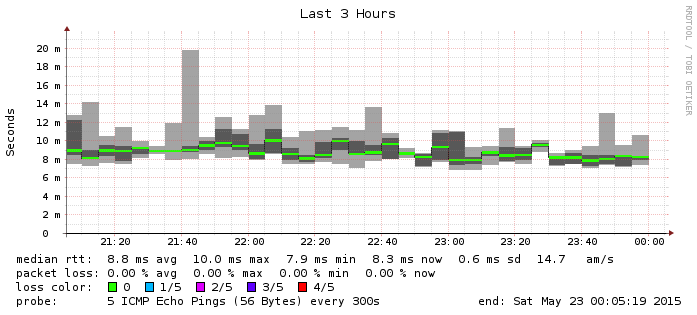 Last 3 Hours
RRDTOOL / TOBI OETIKER
Seconds
20 m
18 m
16 m
14 m
12 m
10 m
8 m
6 m
4 m
2 m
0
21:20 21:40 22:00 22:20 22:40 23:00 23:20 23:40 00:00
median rtt: 8.8 ms avg 10.0 ms max 7.9 ms min 8.3 ms now 0.6 ms sd 14.7 am/s
packet loss: 0.00 % avg 0.00 % max 0.00 % min 0.00 % now
loss color: 0 1/5 2/5 3/5 4/5
probe: 5 ICMP Echo Pings (56 Bytes) every 300s end: Sat May 23 00:05:19 2015